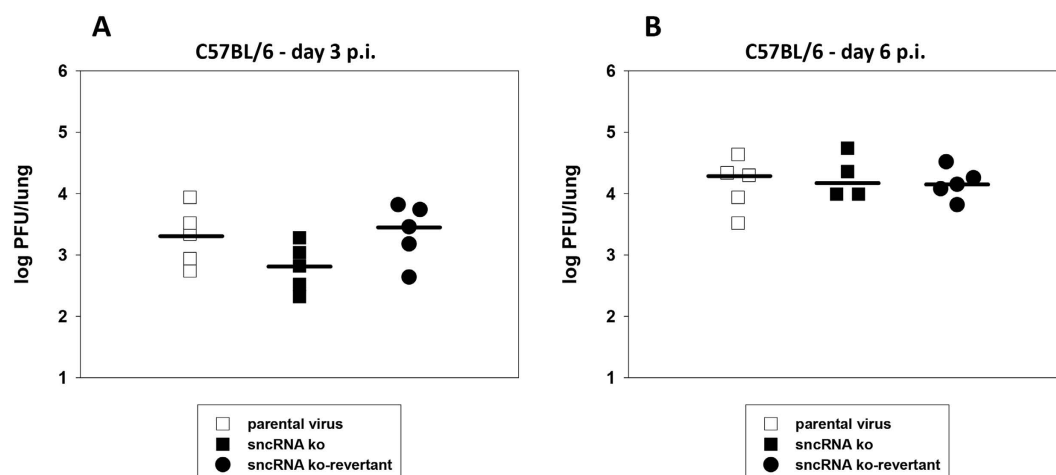 A
C57BL/6 - day 3 p.i.
6
5
4
3
2
1
log PFU/lung
parental virus
sncRNA ko
sncRNA ko-revertant
B
C57BL/6 - day 6 p.i.
6
5
4
3
2
1
log PFU/lung
parental virus
sncRNA ko
sncRNA ko-revertant